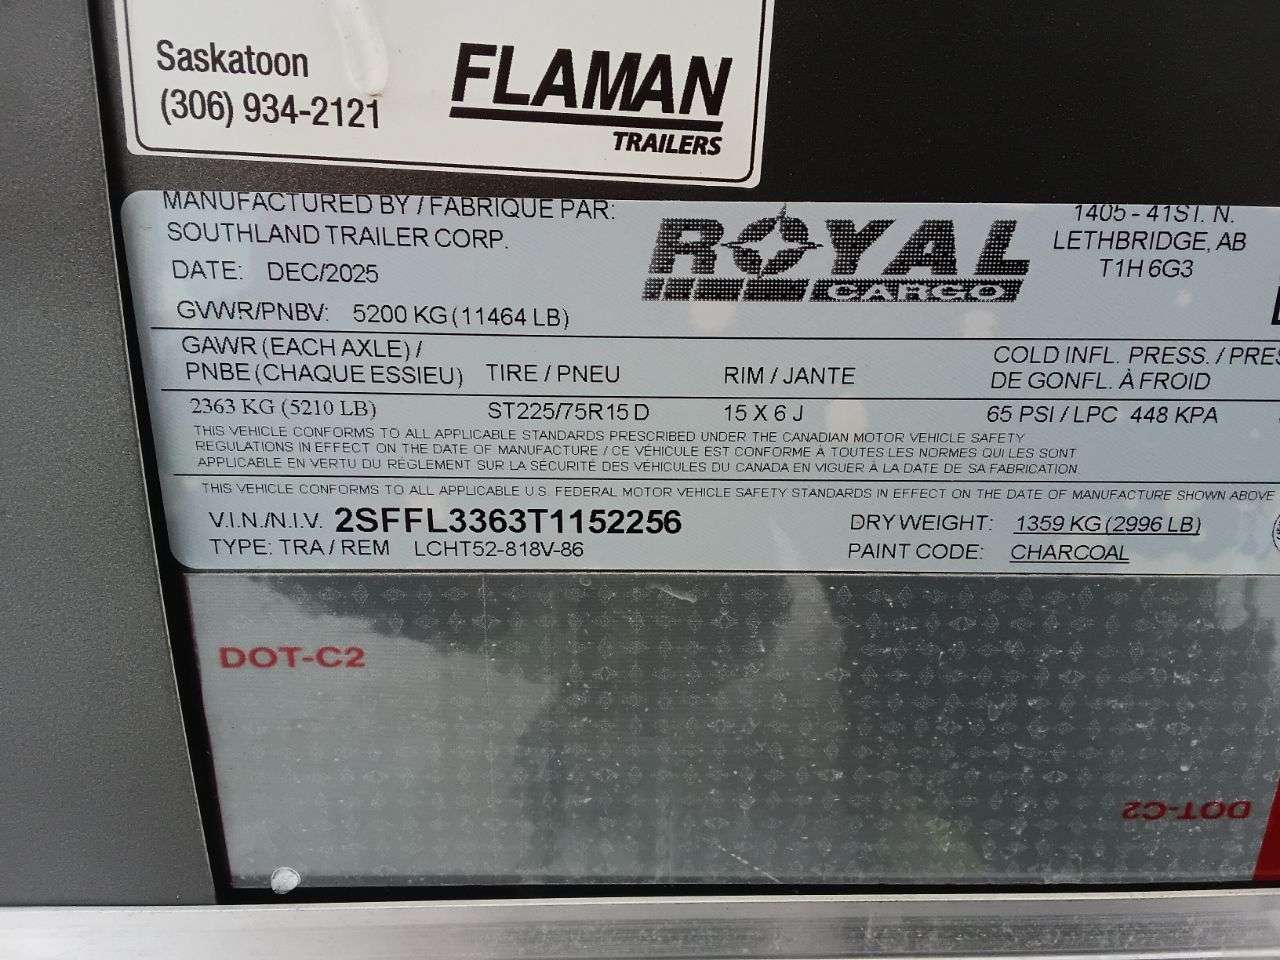 Saskatoon
(306) 934-2121
FLAMAN
TRAILERS
MANUFACTURED BY / FABRIQUE PAR:
SOUTHLAND TRAILER CORP.
ROYAL
CARGO
1405 - 41ST. N.
LETHBRIDGE, AB
T1H 6G3
DATE: DEC/2025
GVWR/PNBV: 5200 KG (11464 LB)
GAWR (EACH AXLE) /
PNBE (CHAQUE ESSIEU) TIRE / PNEU RIM / JANTE
COLD INFL. PRESS. / PRES
DE GONFL. À FROID
2363 KG (5210 LB) ST225/75R15 D 15 X 6 J 65 PSI / LPC 448 KPA
THIS VEHICLE CONFORMS TO ALL APPLICABLE STANDARDS PRESCRIBED UNDER THE CANADIAN MOTOR VEHICLE SAFETY
REGULATIONS IN EFFECT ON THE DATE OF MANUFACTURE / CE VÉHICULE EST CONFORME À TOUTES LES NORMES QUI LES SONT
APPLICABLE EN VERTU DU RÈGLEMENT SUR LA SÉCURITÉ DES VÉHICULES DU CANADA EN VIGUER À LA DATE DE SA FABRICATION.
THIS VEHICLE CONFORMS TO ALL APPLICABLE U.S. FEDERAL MOTOR VEHICLE SAFETY STANDARDS IN EFFECT ON THE DATE OF MANUFACTURE SHOWN ABOVE
V.I.N./N.I.V. 2SFFL3363T1152256 DRY WEIGHT: 1359 KG (2996 LB)
TYPE: TRA / REM LCHT52-818V-86 PAINT CODE: CHARCOAL
DOT-C2
DOT-C2